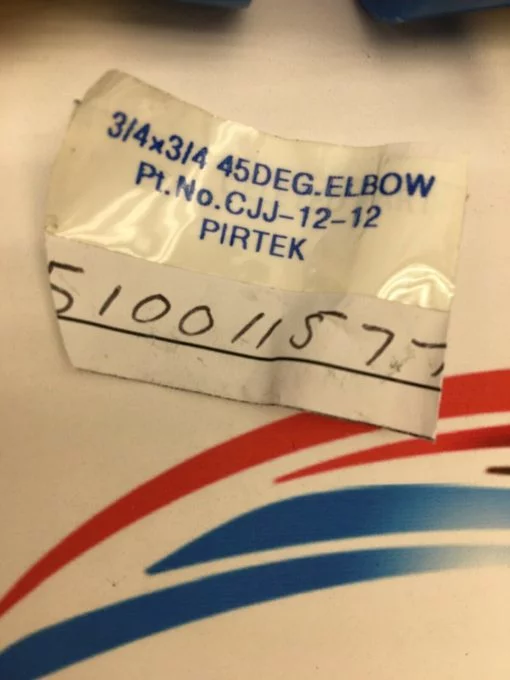 3/4x3/4 45DEG.ELBOW
Pt.No.CJJ-12-12
PIRTEK
510011577